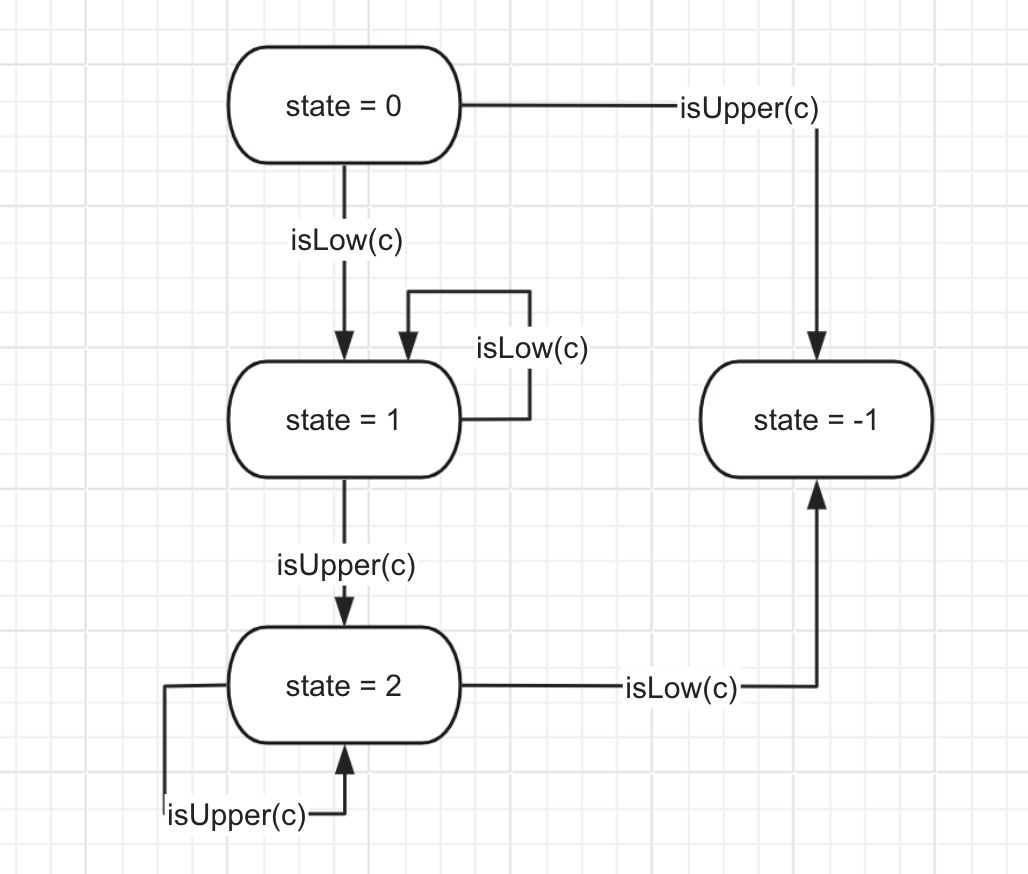 state = 0
isUpper(c)
isLow(c)
isLow(c)
state = 1
state = -1
isUpper(c)
state = 2
isLow(c)
isUpper(c)